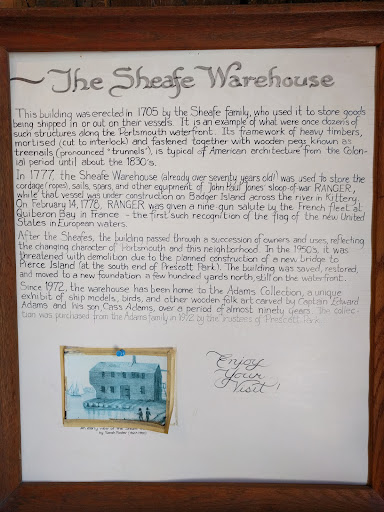 The Sheafe Warehouse
This building was erected in 1705 by the Sheafe family, who used it to store goods
being shipped in or out on their vessels. It is an example of what were once dozens of
such structures along the Portsmouth waterfront. Its framework of heavy timbers,
mortised (cut to interlock) and fastened together with wooden pegs known as
treenails (pronounced "trunnels"), is typical of American architecture from the Colon-
ial period until about the 1830's.
In 1777, the Sheafe Warehouse (already over seventy years old!) was used to store the
cordage (ropes), sails, spars, and other equipment of John Paul Jones' sloop-of-war RANGER,
while that vessel was under construction on Badger Island across the river in Kittery.
On February 14, 1778, RANGER was given a nine-gun salute by the French fleet at
Quiberon Bay in France - the first such recognition of the flag of the new United
States in European waters.
After the Sheafes, the building passed through a succession of owners and uses, reflecting
the changing character of Portsmouth and this neighborhood. In the 1950's, it was
threatened with demolition due to the planned construction of a new bridge to
Pierce Island (at the south end of Prescott Park). The building was saved, restored,
and moved to a new foundation a few hundred yards north, still on the waterfront.
Since 1972, the warehouse has been home to the Adams Collection, a unique
exhibit of ship models, birds, and other wooden folk art carved by Captain Edward
Adams and his son, Cass Adams, over a period of almost ninety years. The collec-
tion was purchased from the Adams family in 1972 by the Trustees of Prescott Park.
Enjoy
Your
Visit!
An early view of the Sheafe
by Sarah